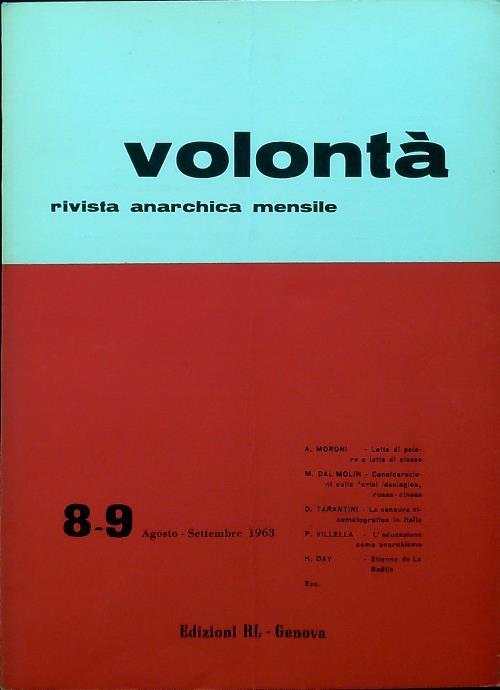 volontà
rivista anarchica mensile
A. MORONI - Lotta di pote-
re e lotta di classe
M. DAL MOLIN - Considerazio-
ni sulla "crisi ideologica„
russo-cinese
D. TARANTINI - La censura ci-
nematografica in Italia
P. VILLELLA - L'educazione
come anarchismo
H. DAY - Etienne de La
Boëtie
Ecc.
8-9 Agosto - Settembre 1963
Edizioni RL - Genova